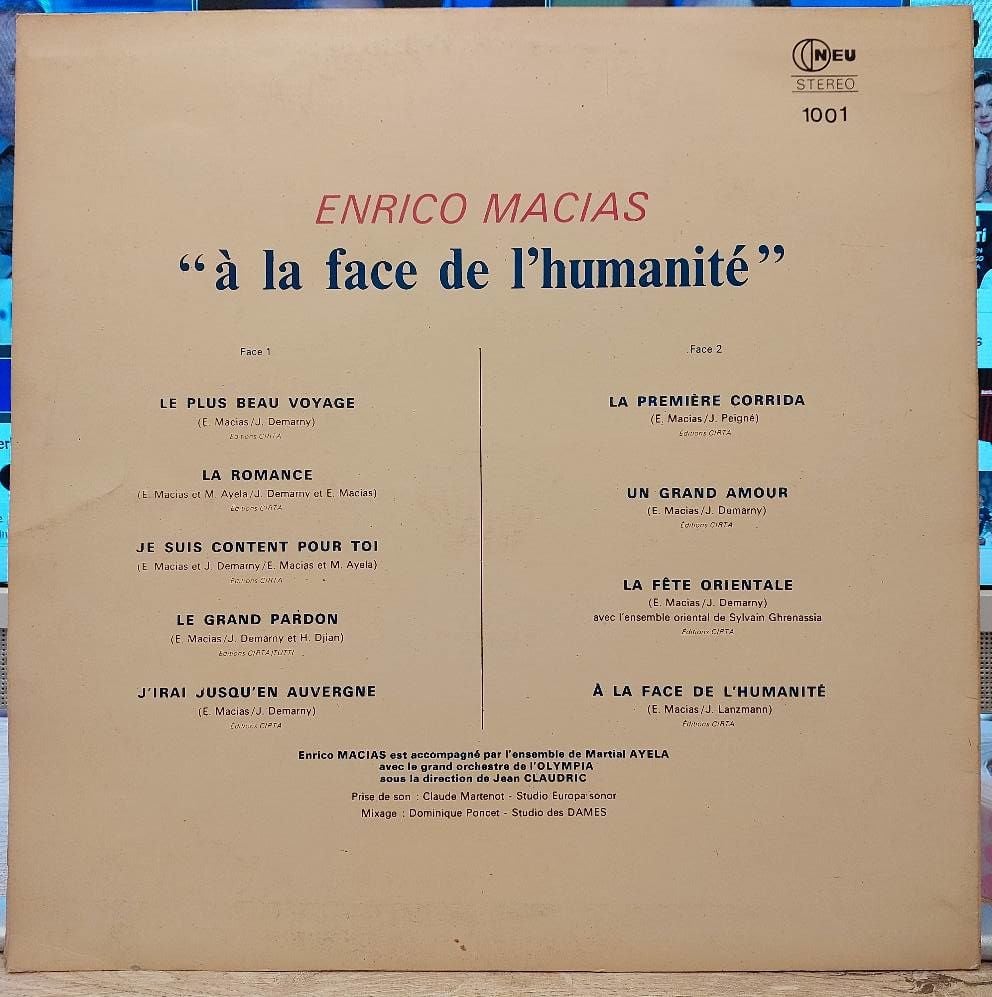 NEU
STEREO
1001
ENRICO MACIAS
“à la face de l’humanité”
Face 1
LE PLUS BEAU VOYAGE
(E. Macias/J. Demarny)
Éditions CIRTA
LA ROMANCE
(E. Macias et M. Ayela/J. Demarny et E. Macias)
Éditions CIRTA
JE SUIS CONTENT POUR TOI
(E. Macias et J. Demarny/E. Macias et M. Ayela)
Éditions CIRTA
LE GRAND PARDON
(E. Macias/J. Demarny et H. Djian)
Éditions CIRTA/TUTTI
J'IRAI JUSQU'EN AUVERGNE
(E. Macias/J. Demarny)
Éditions CIRTA
Face 2
LA PREMIÈRE CORRIDA
(E. Macias/J. Peigné)
Éditions CIRTA
UN GRAND AMOUR
(E. Macias/J. Demarny)
Éditions CIRTA
LA FÊTE ORIENTALE
(E. Macias/J. Demarny)
avec l'ensemble oriental de Sylvain Ghrenassia
Éditions CIRTA
À LA FACE DE L'HUMANITÉ
(E. Macias/J. Lanzmann)
Éditions CIRTA
Enrico MACIAS est accompagné par l'ensemble de Martial AYELA
avec le grand orchestre de l'OLYMPIA
sous la direction de Jean CLAUDRIC
Prise de son : Claude Martenot - Studio Europa sonor
Mixage : Dominique Poncet - Studio des DAMES